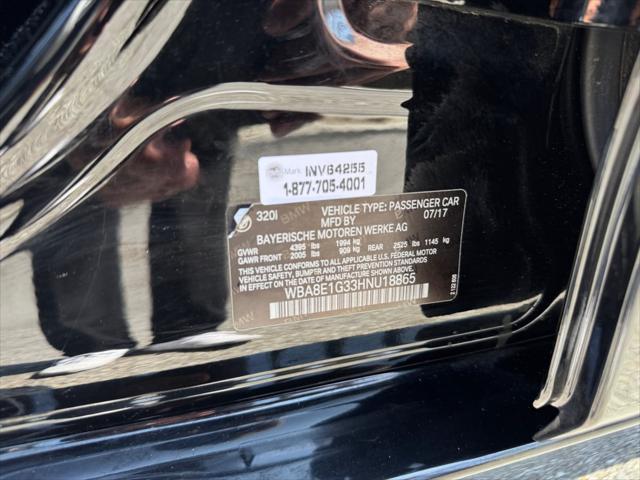 Mark. INV64255
1-877-705-4001
320i VEHICLE TYPE: PASSENGER CAR
MFD BY 07/17
BAYERISCHE MOTOREN WERKE AG
GVWR 4395 lbs 1994 kg
GAWR FRONT 2005 lbs 909 kg REAR 2525 lbs 1145 kg
THIS VEHICLE CONFORMS TO ALL APPLICABLE U.S. FEDERAL MOTOR
VEHICLE SAFETY, BUMPER AND THEFT PREVENTION STANDARDS IN
EFFECT ON THE DATE OF MANUFACTURE SHOWN ABOVE.
WBA8E1G33HNU18865